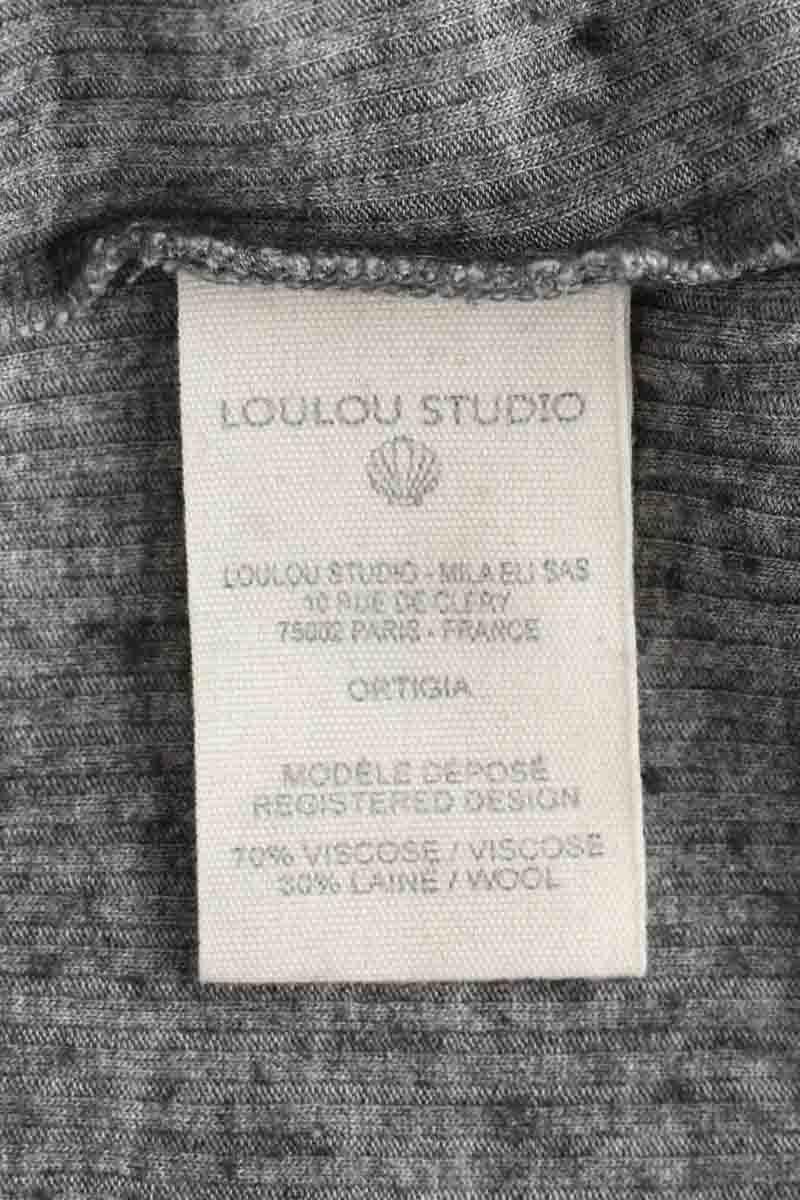 LOULOU STUDIO
LOULOU STUDIO - MILA ELI SAS
10 RUE DE CLERY
75002 PARIS - FRANCE
ORTIGIA
MODÈLE DÉPOSÉ
REGISTERED DESIGN
70% VISCOSE / VISCOSE
30% LAINE / WOOL